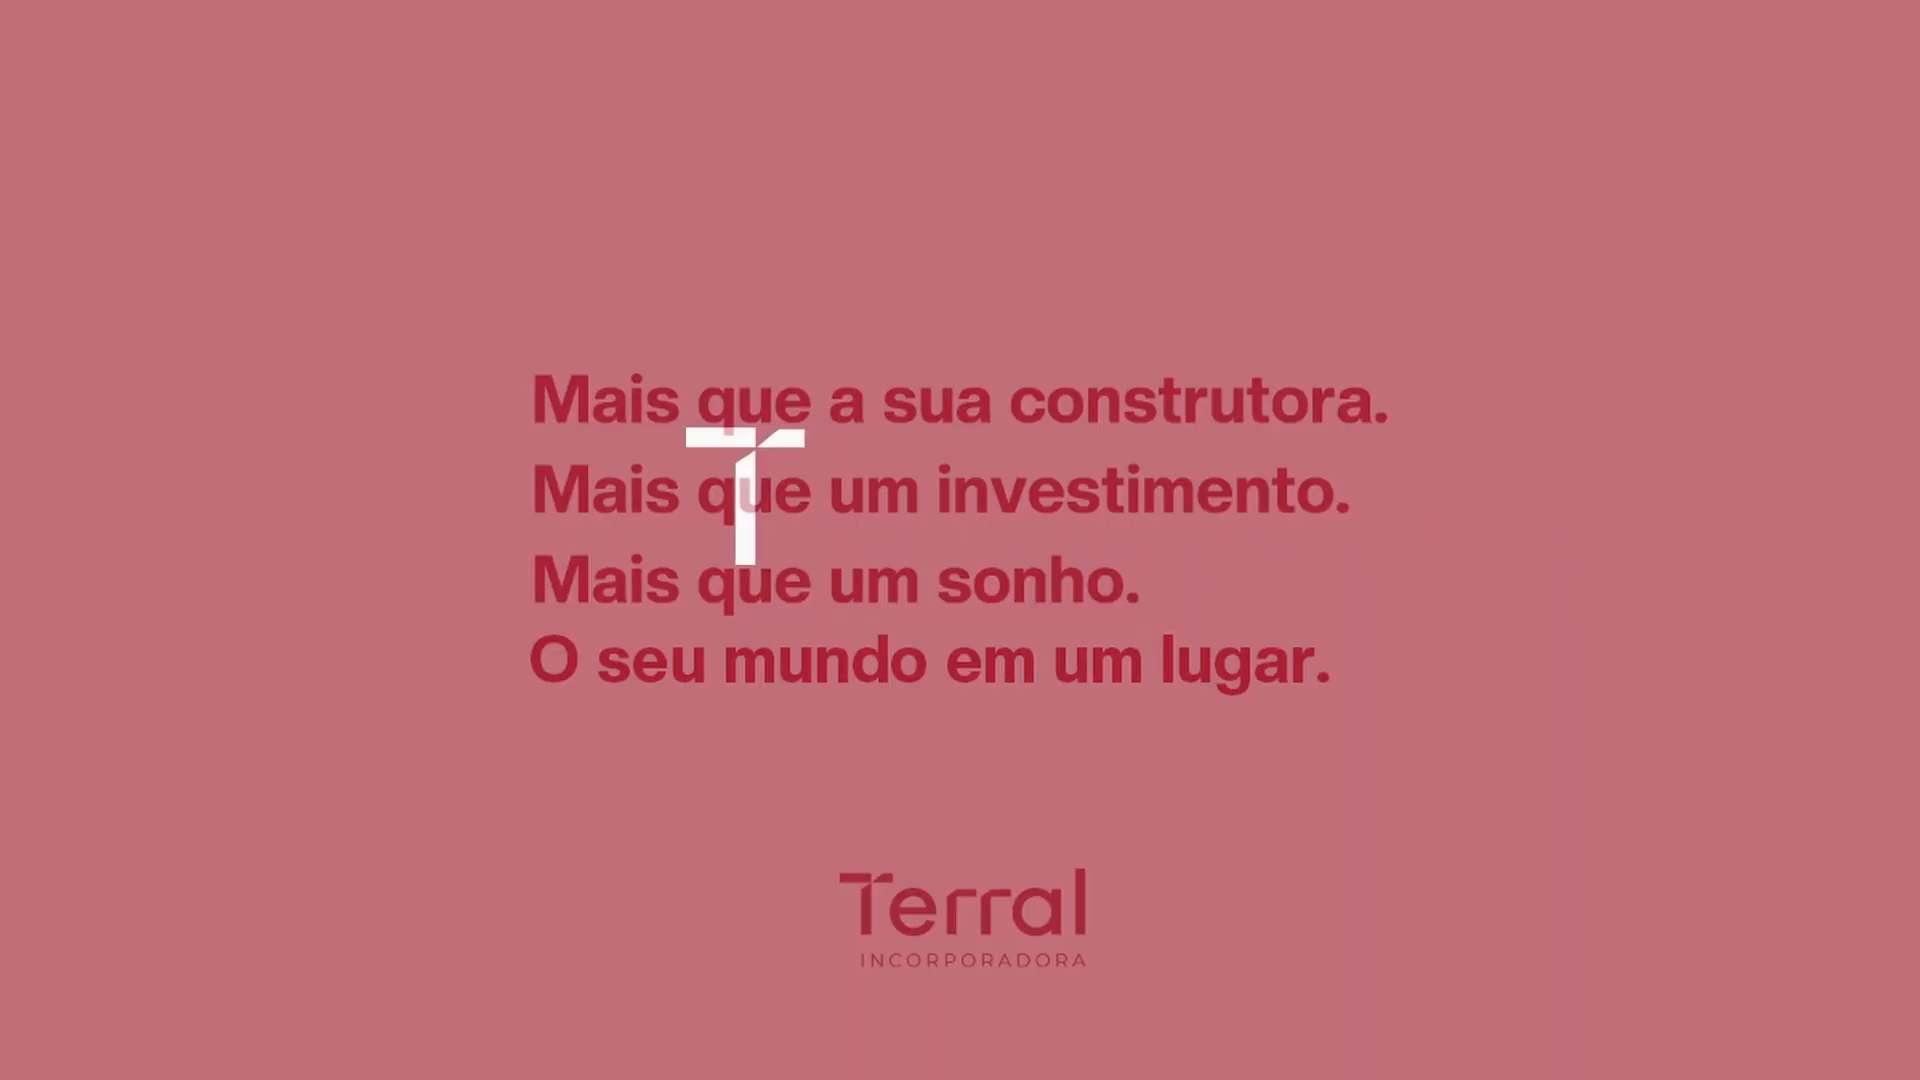 Mais que a sua construtora.
Mais que um investimento.
Mais que um sonho.
O seu mundo em um lugar.
T
Terral
INCORPORADORA